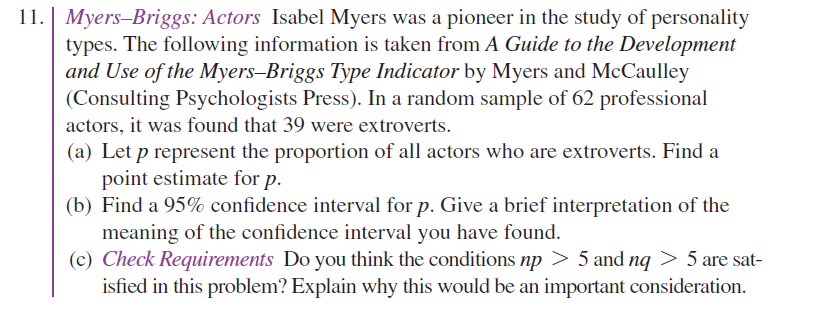 11. Myers–Briggs: Actors Isabel Myers was a pioneer in the study of personality
types. The following information is taken from A Guide to the Development
and Use of the Myers–Briggs Type Indicator by Myers and McCaulley
(Consulting Psychologists Press). In a random sample of 62 professional
actors, it was found that 39 were extroverts.
(a) Let p represent the proportion of all actors who are extroverts. Find a
point estimate for p.
(b) Find a 95% confidence interval for p. Give a brief interpretation of the
meaning of the confidence interval you have found.
(c) Check Requirements Do you think the conditions np > 5 and nq > 5 are sat-
isfied in this problem? Explain why this would be an important consideration.